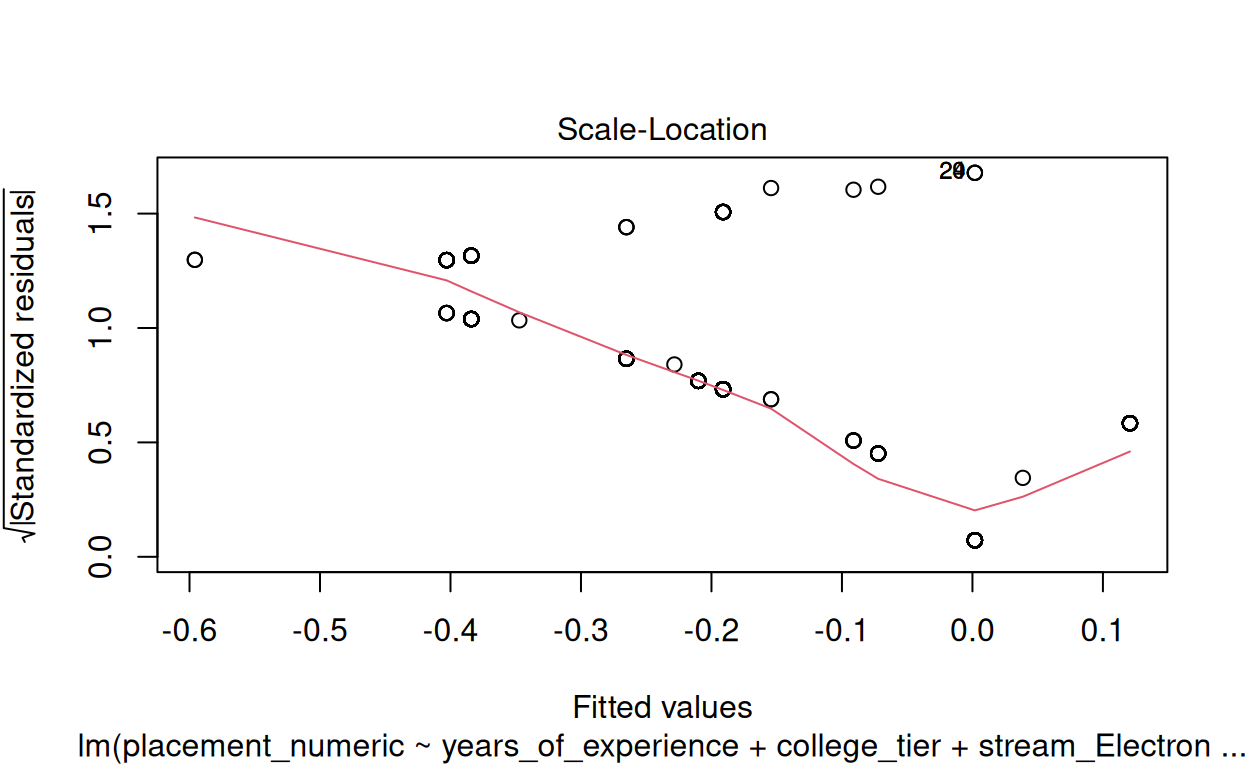 Scale-Location
√|Standardized residuals|
1.5
1.0
0.5
0.0
-0.6 -0.5 -0.4 -0.3 -0.2 -0.1 0.0 0.1
Fitted values
lm(placement_numeric ~ years_of_experience + college_tier + stream_Electron ...